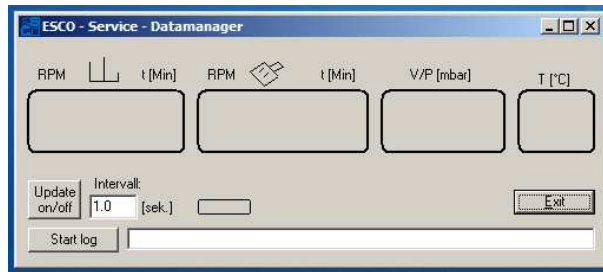 ESCO - Service - Datamanager
RPM t [Min] RPM t [Min] V/P [mbar] T [°C]
Update on/off
Intervall:
1.0 [sek.]
Exit
Start log